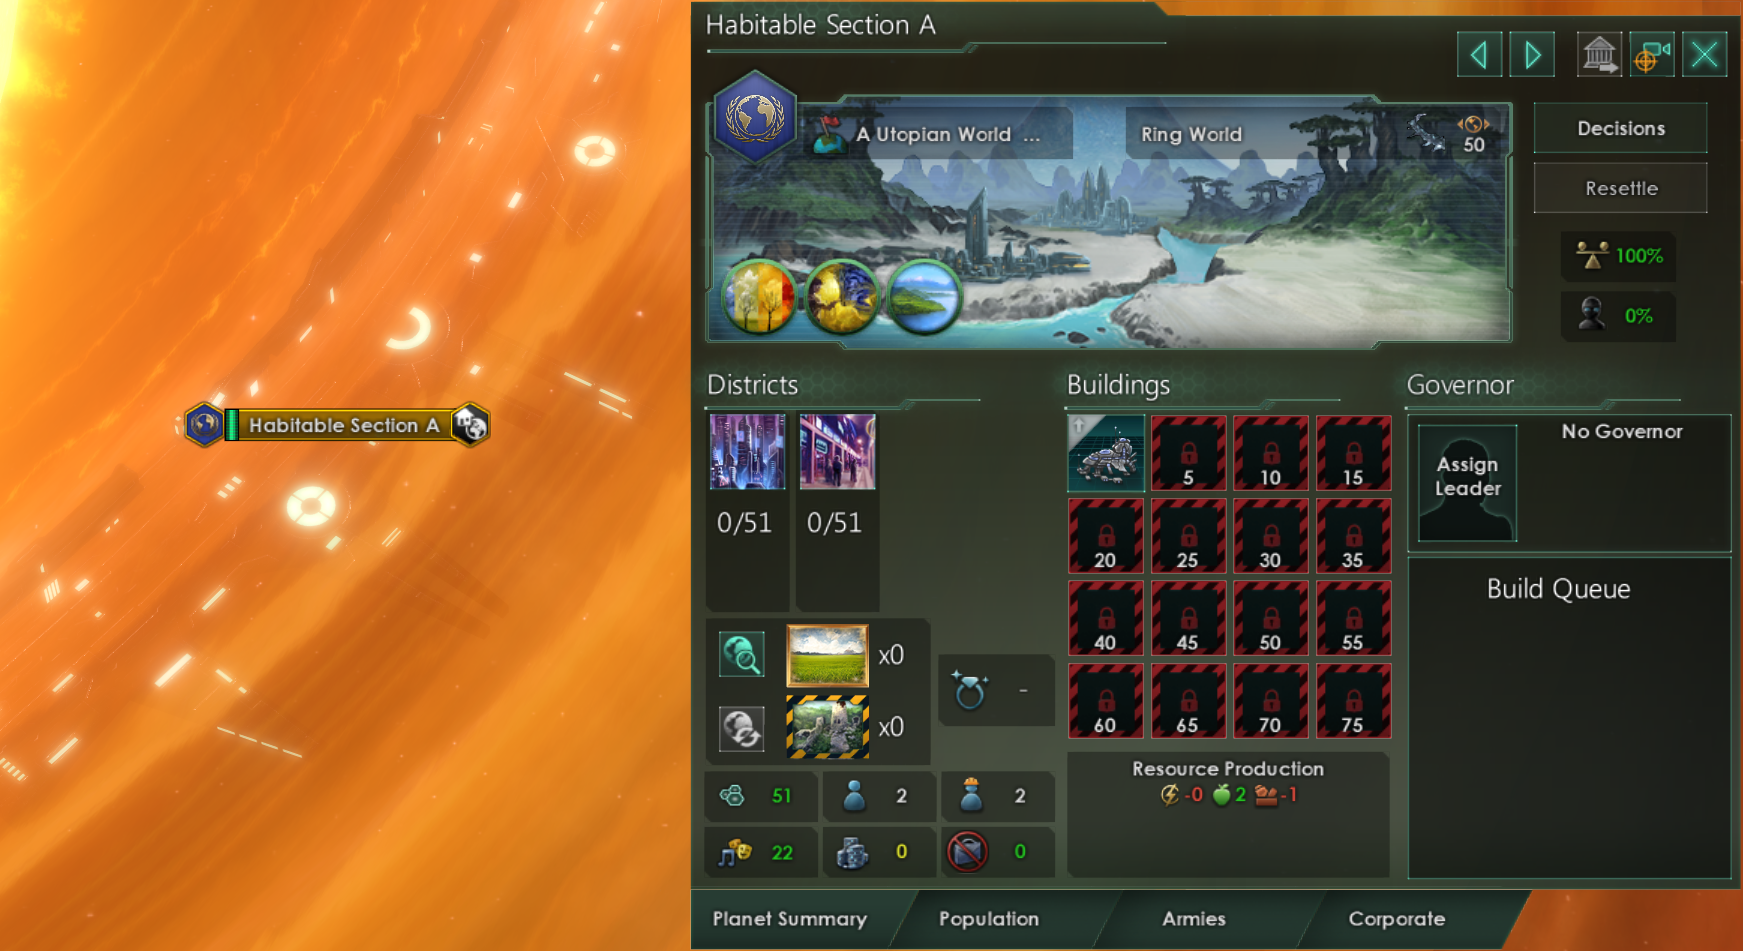 Habitable Section A
A Utopian World ...
Ring World
50
Decisions
Resettle
100%
0%
Habitable Section A
Districts
0/51
0/51
x0
x0
-
51
2
2
22
0
0
Buildings
5
10
15
20
25
30
35
40
45
50
55
60
65
70
75
Resource Production
-0 2 -1
Governor
No Governor
Assign
Leader
Build Queue
Planet Summary
Population
Armies
Corporate